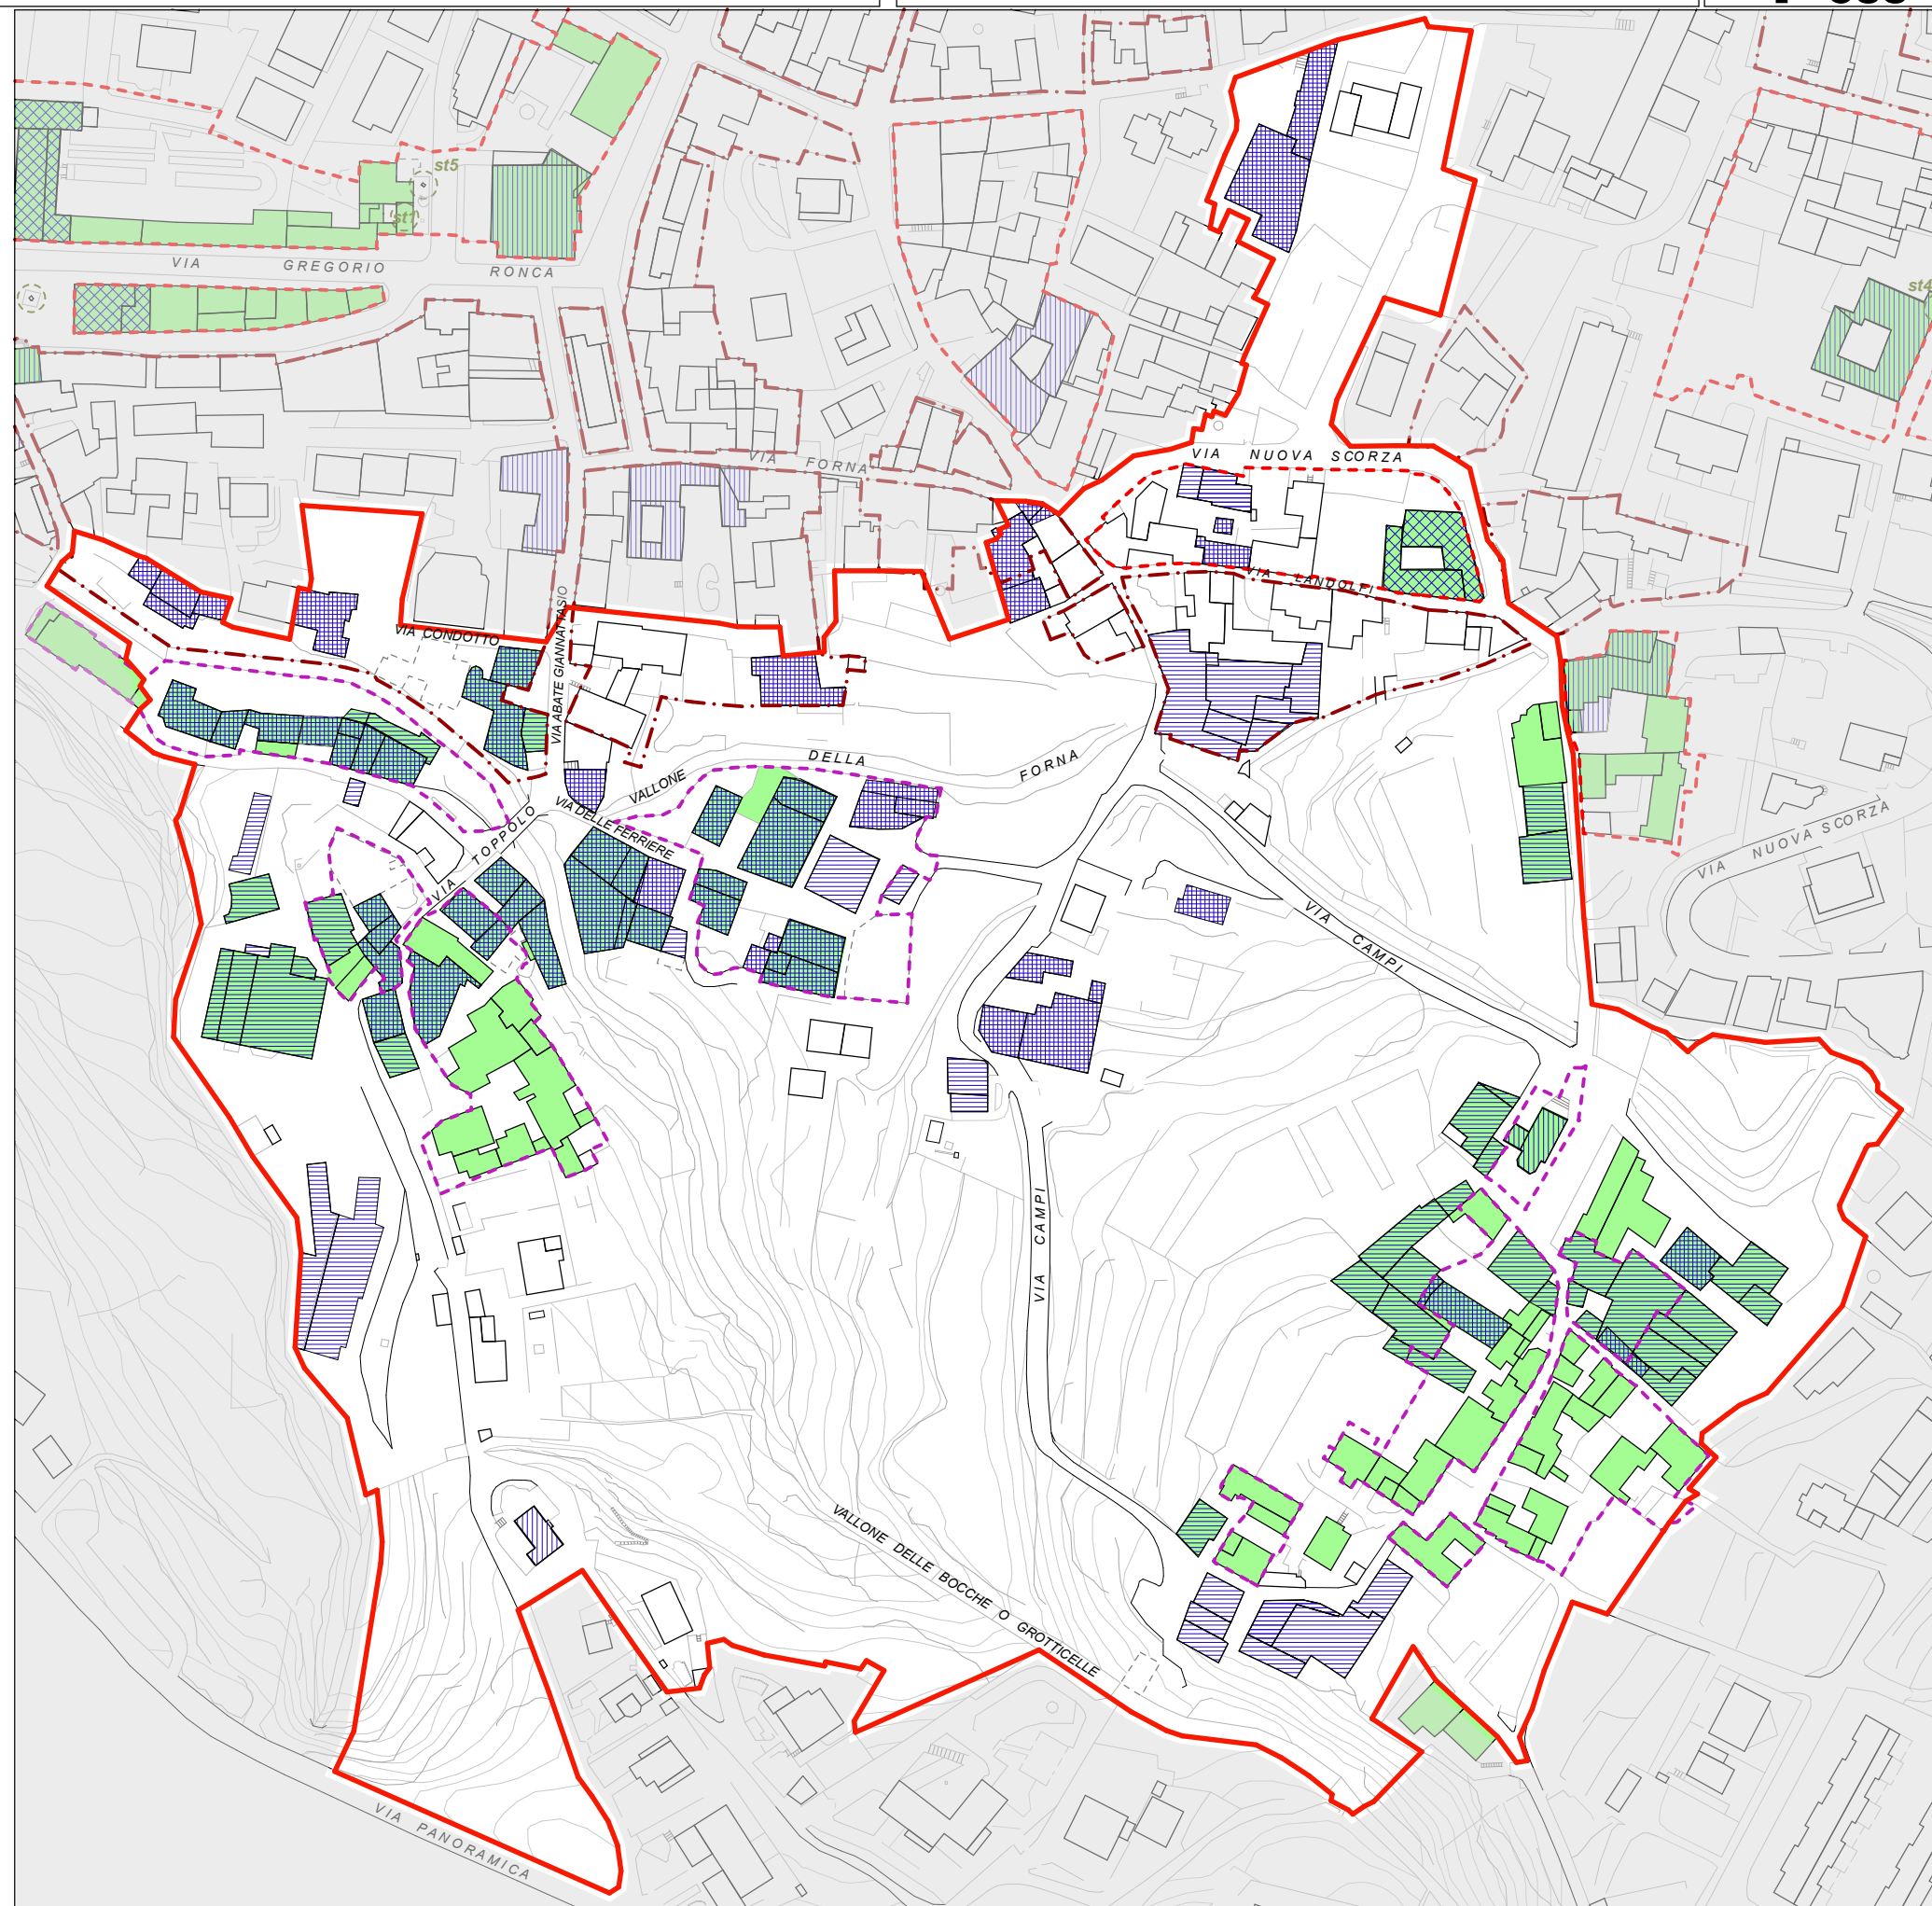 st5
st1
VIA GREGORIO RONCA
st4
VIA FORNA
VIA NUOVA SCORZA
VIA LANDOLFI
VIA CONDOTTO
VIA ABATE GIANNATTASIO
VALLONE DELLA FORNA
VIA DELLE FERRIERE
VIA TOPPOLO
VIA NUOVA SCORZA
VIA CAMPI
VIA CAMPI
VALLONE DELLE BOCCHE O GROTTICELLE
VIA PANORAMICA